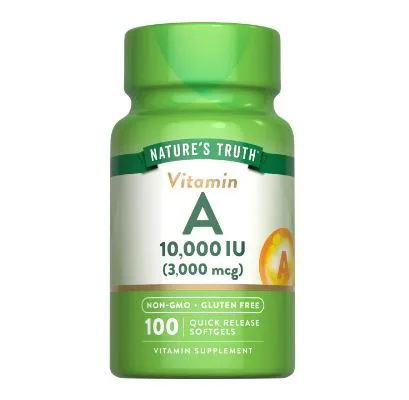 NATURE'S TRUTH
Vitamin
A
10,000 IU
(3,000 mcg)
A
NON-GMO • GLUTEN FREE
100 QUICK RELEASE
SOFTGELS
VITAMIN SUPPLEMENT